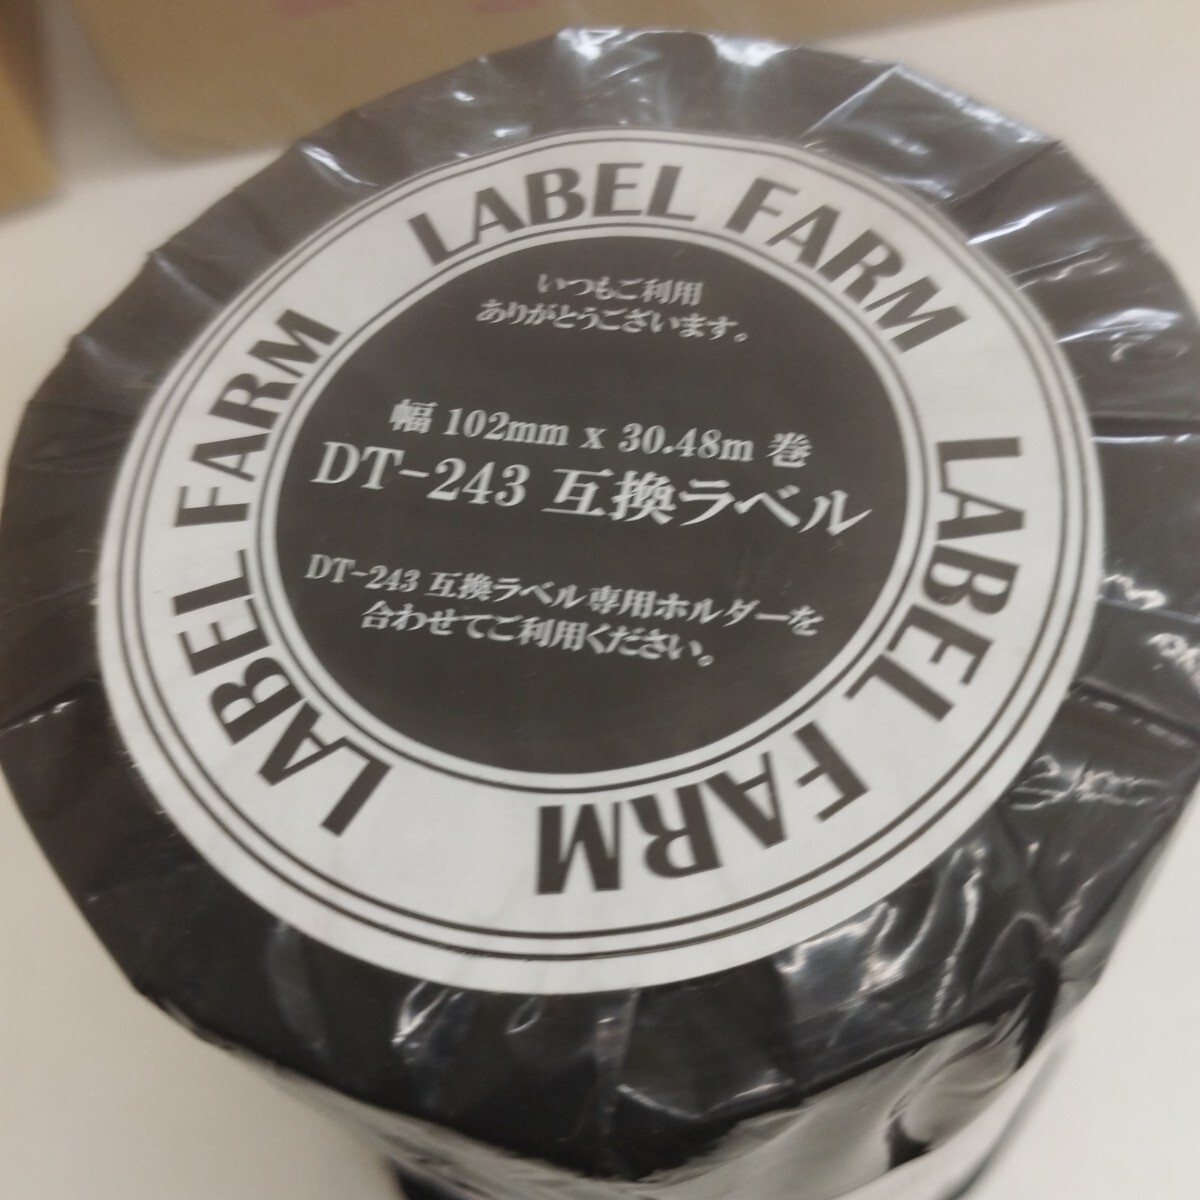 LABEL FARM
いつもご利用
ありがとうございます。
幅 102mm x 30.48m 巻
DT-243 互換ラベル
DT-243 互換ラベル専用ホルダーを
合わせてご利用ください。
LABEL FARM
LABEL FARM